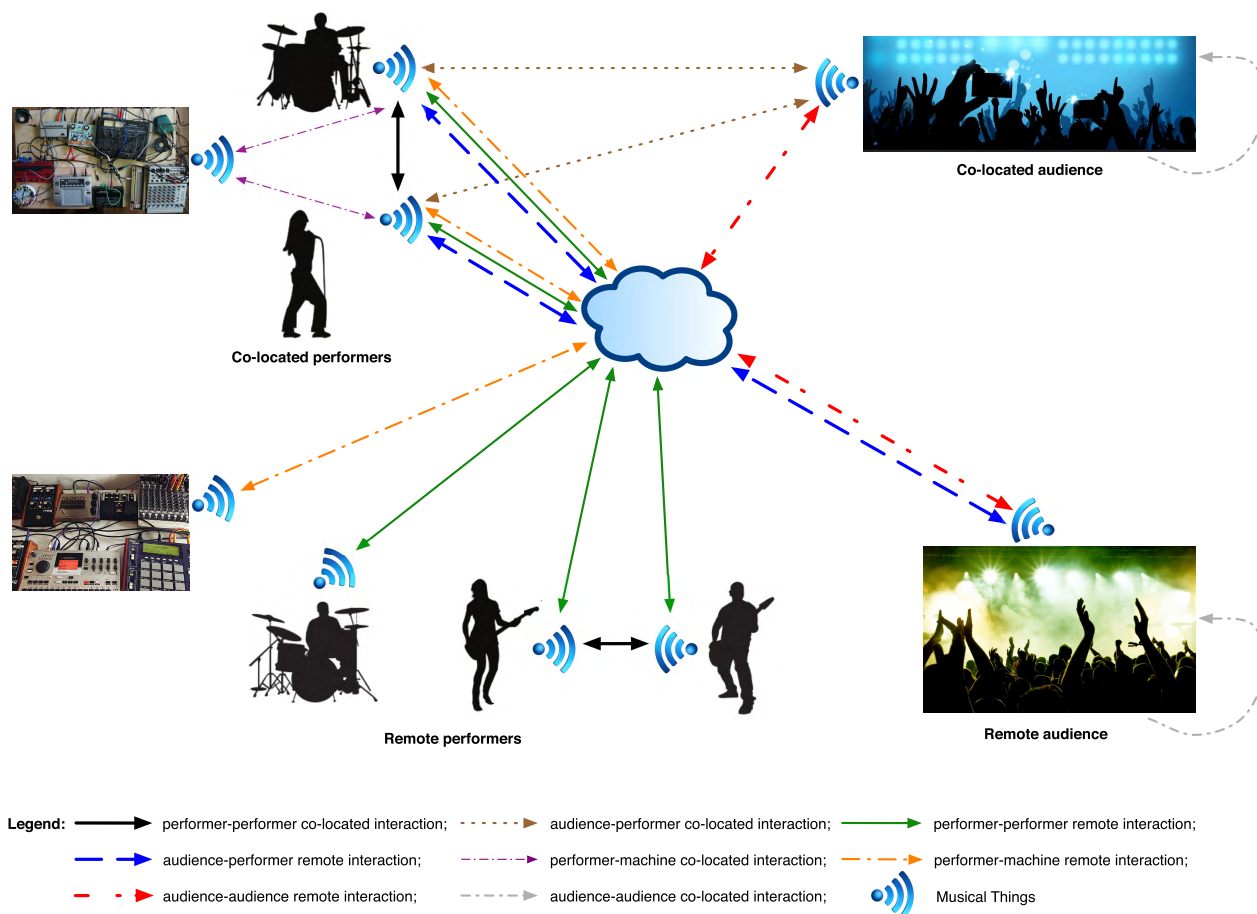 Co-located audience
Co-located performers
Remote performers
Remote audience
Legend: performer-performer co-located interaction; audience-performer co-located interaction; performer-performer remote interaction;
audience-performer remote interaction; performer-machine co-located interaction; performer-machine remote interaction;
audience-audience remote interaction; audience-audience co-located interaction; Musical Things